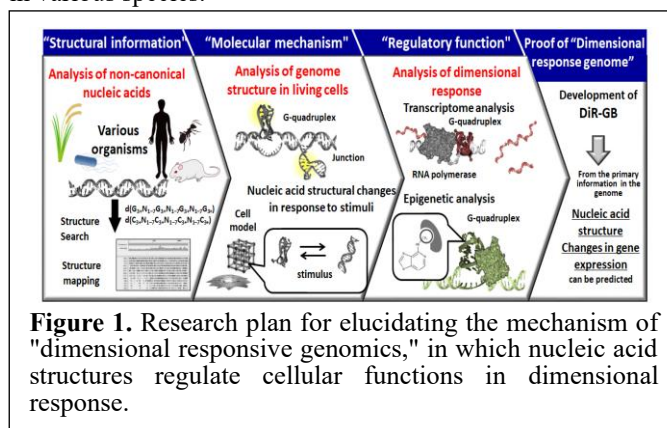 in various species.
"Structural information"
Analysis of non-canonical
nucleic acids
Various
organisms
Structure
Search
Structure
mapping
"Molecular mechanism"
Analysis of genome
structure in living cells
G-quadruplex
Junction
Nucleic acid structural changes
in response to stimuli
Cell
model
stimulus
"Regulatory function"
Analysis of dimensional
response
Transcriptome analysis
G-quadruplex
RNA polymerase
Epigenetic analysis
G-quadruplex
Proof of "Dimensional
response genome"
Development of
DiR-GB
From the primary
information in the
genome
Nucleic acid
structure
Changes in gene
expression
can be predicted
Figure 1. Research plan for elucidating the mechanism of
"dimensional responsive genomics," in which nucleic acid
structures regulate cellular functions in dimensional
response.